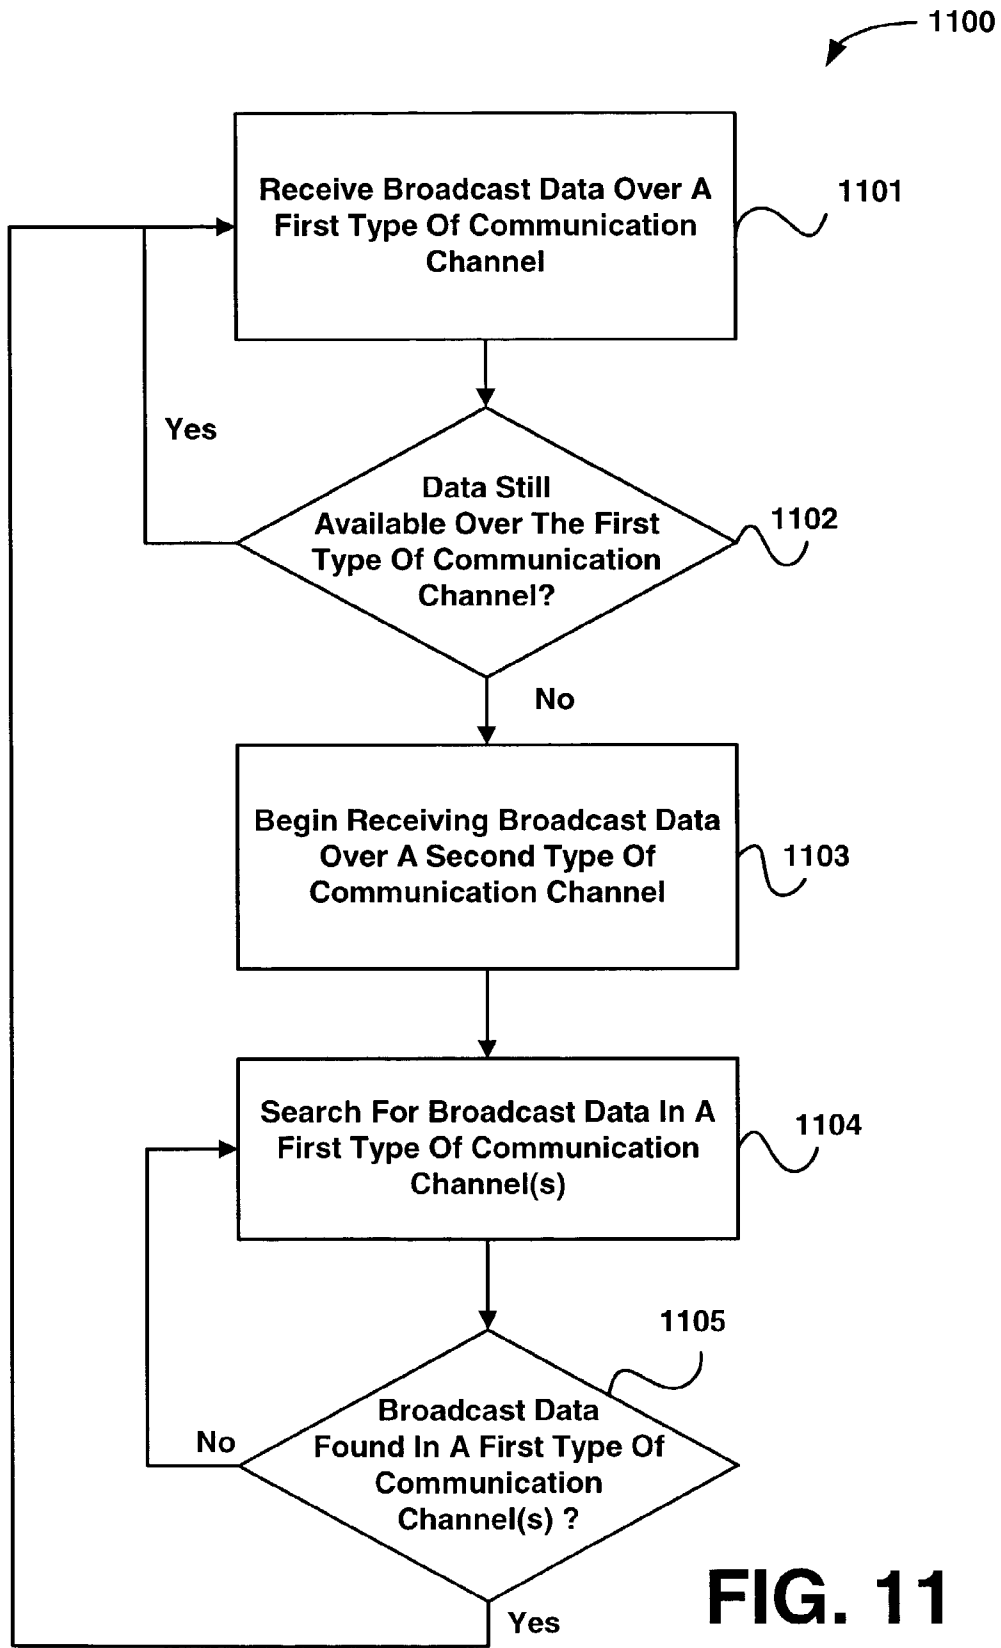 1100
Receive Broadcast Data Over A
First Type Of Communication
Channel
1101
Yes
Data Still
Available Over The First
Type Of Communication
Channel?
1102
No
Begin Receiving Broadcast Data
Over A Second Type Of
Communication Channel
1103
Search For Broadcast Data In A
First Type Of Communication
Channel(s)
1104
1105
Broadcast Data
Found In A First Type Of
Communication
Channel(s) ?
No
Yes
FIG. 11